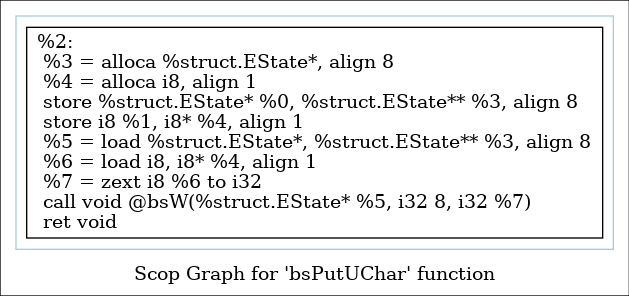 %2:
%3 = alloca %struct.EState*, align 8
%4 = alloca i8, align 1
store %struct.EState* %0, %struct.EState** %3, align 8
store i8 %1, i8* %4, align 1
%5 = load %struct.EState*, %struct.EState** %3, align 8
%6 = load i8, i8* %4, align 1
%7 = zext i8 %6 to i32
call void @bsW(%struct.EState* %5, i32 8, i32 %7)
ret void
Scop Graph for 'bsPutUChar' function